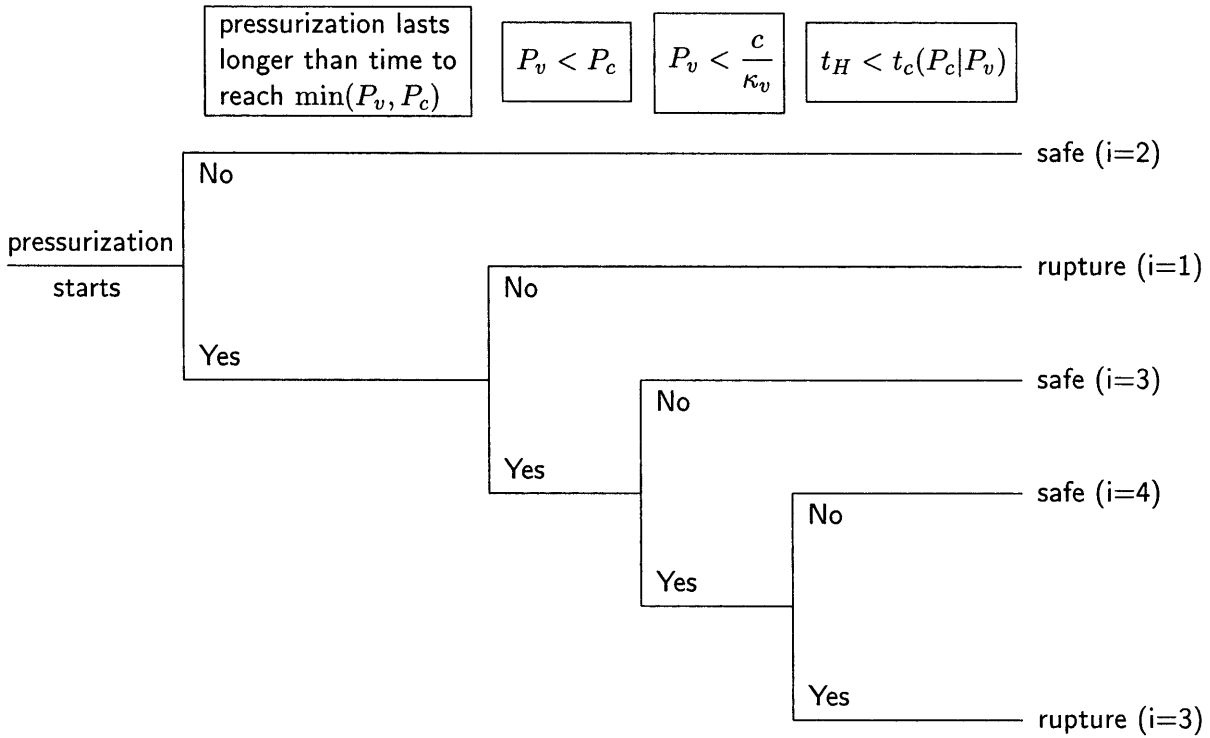 pressurization lasts
longer than time to
reach min(P_v, P_c)
P_v < P_c
P_v < c/κ_v
t_H < t_c(P_c|P_v)
safe (i=2)
No
pressurization
starts
rupture (i=1)
No
Yes
safe (i=3)
No
Yes
safe (i=4)
No
Yes
Yes
rupture (i=3)